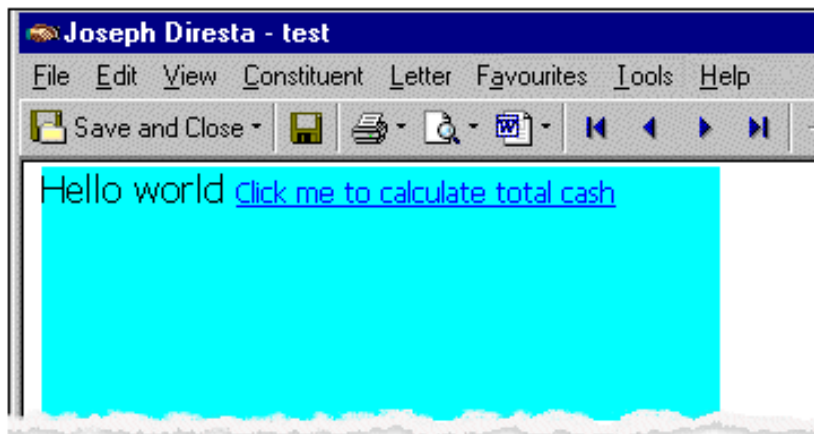 Joseph Diresta - test
File Edit View Constituent Letter Favourites Tools Help
Save and Close
Hello world Click me to calculate total cash